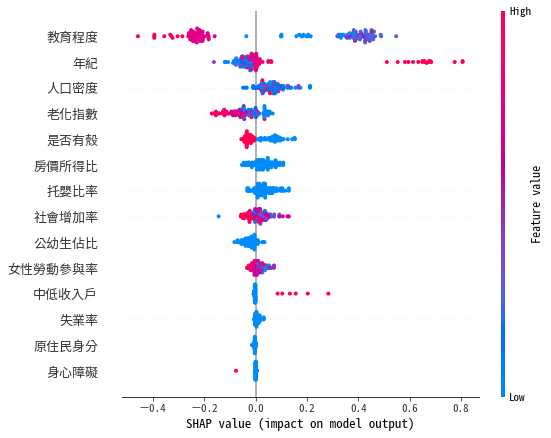 High
教育程度
年紀
人口密度
老化指數
是否有殼
房價所得比
托嬰比率
社會增加率
公幼生佔比
女性勞動參與率
中低收入戶
失業率
原住民身分
身心障礙
Feature value
Low
−0.4 −0.2 0.0 0.2 0.4 0.6 0.8
SHAP value (impact on model output)